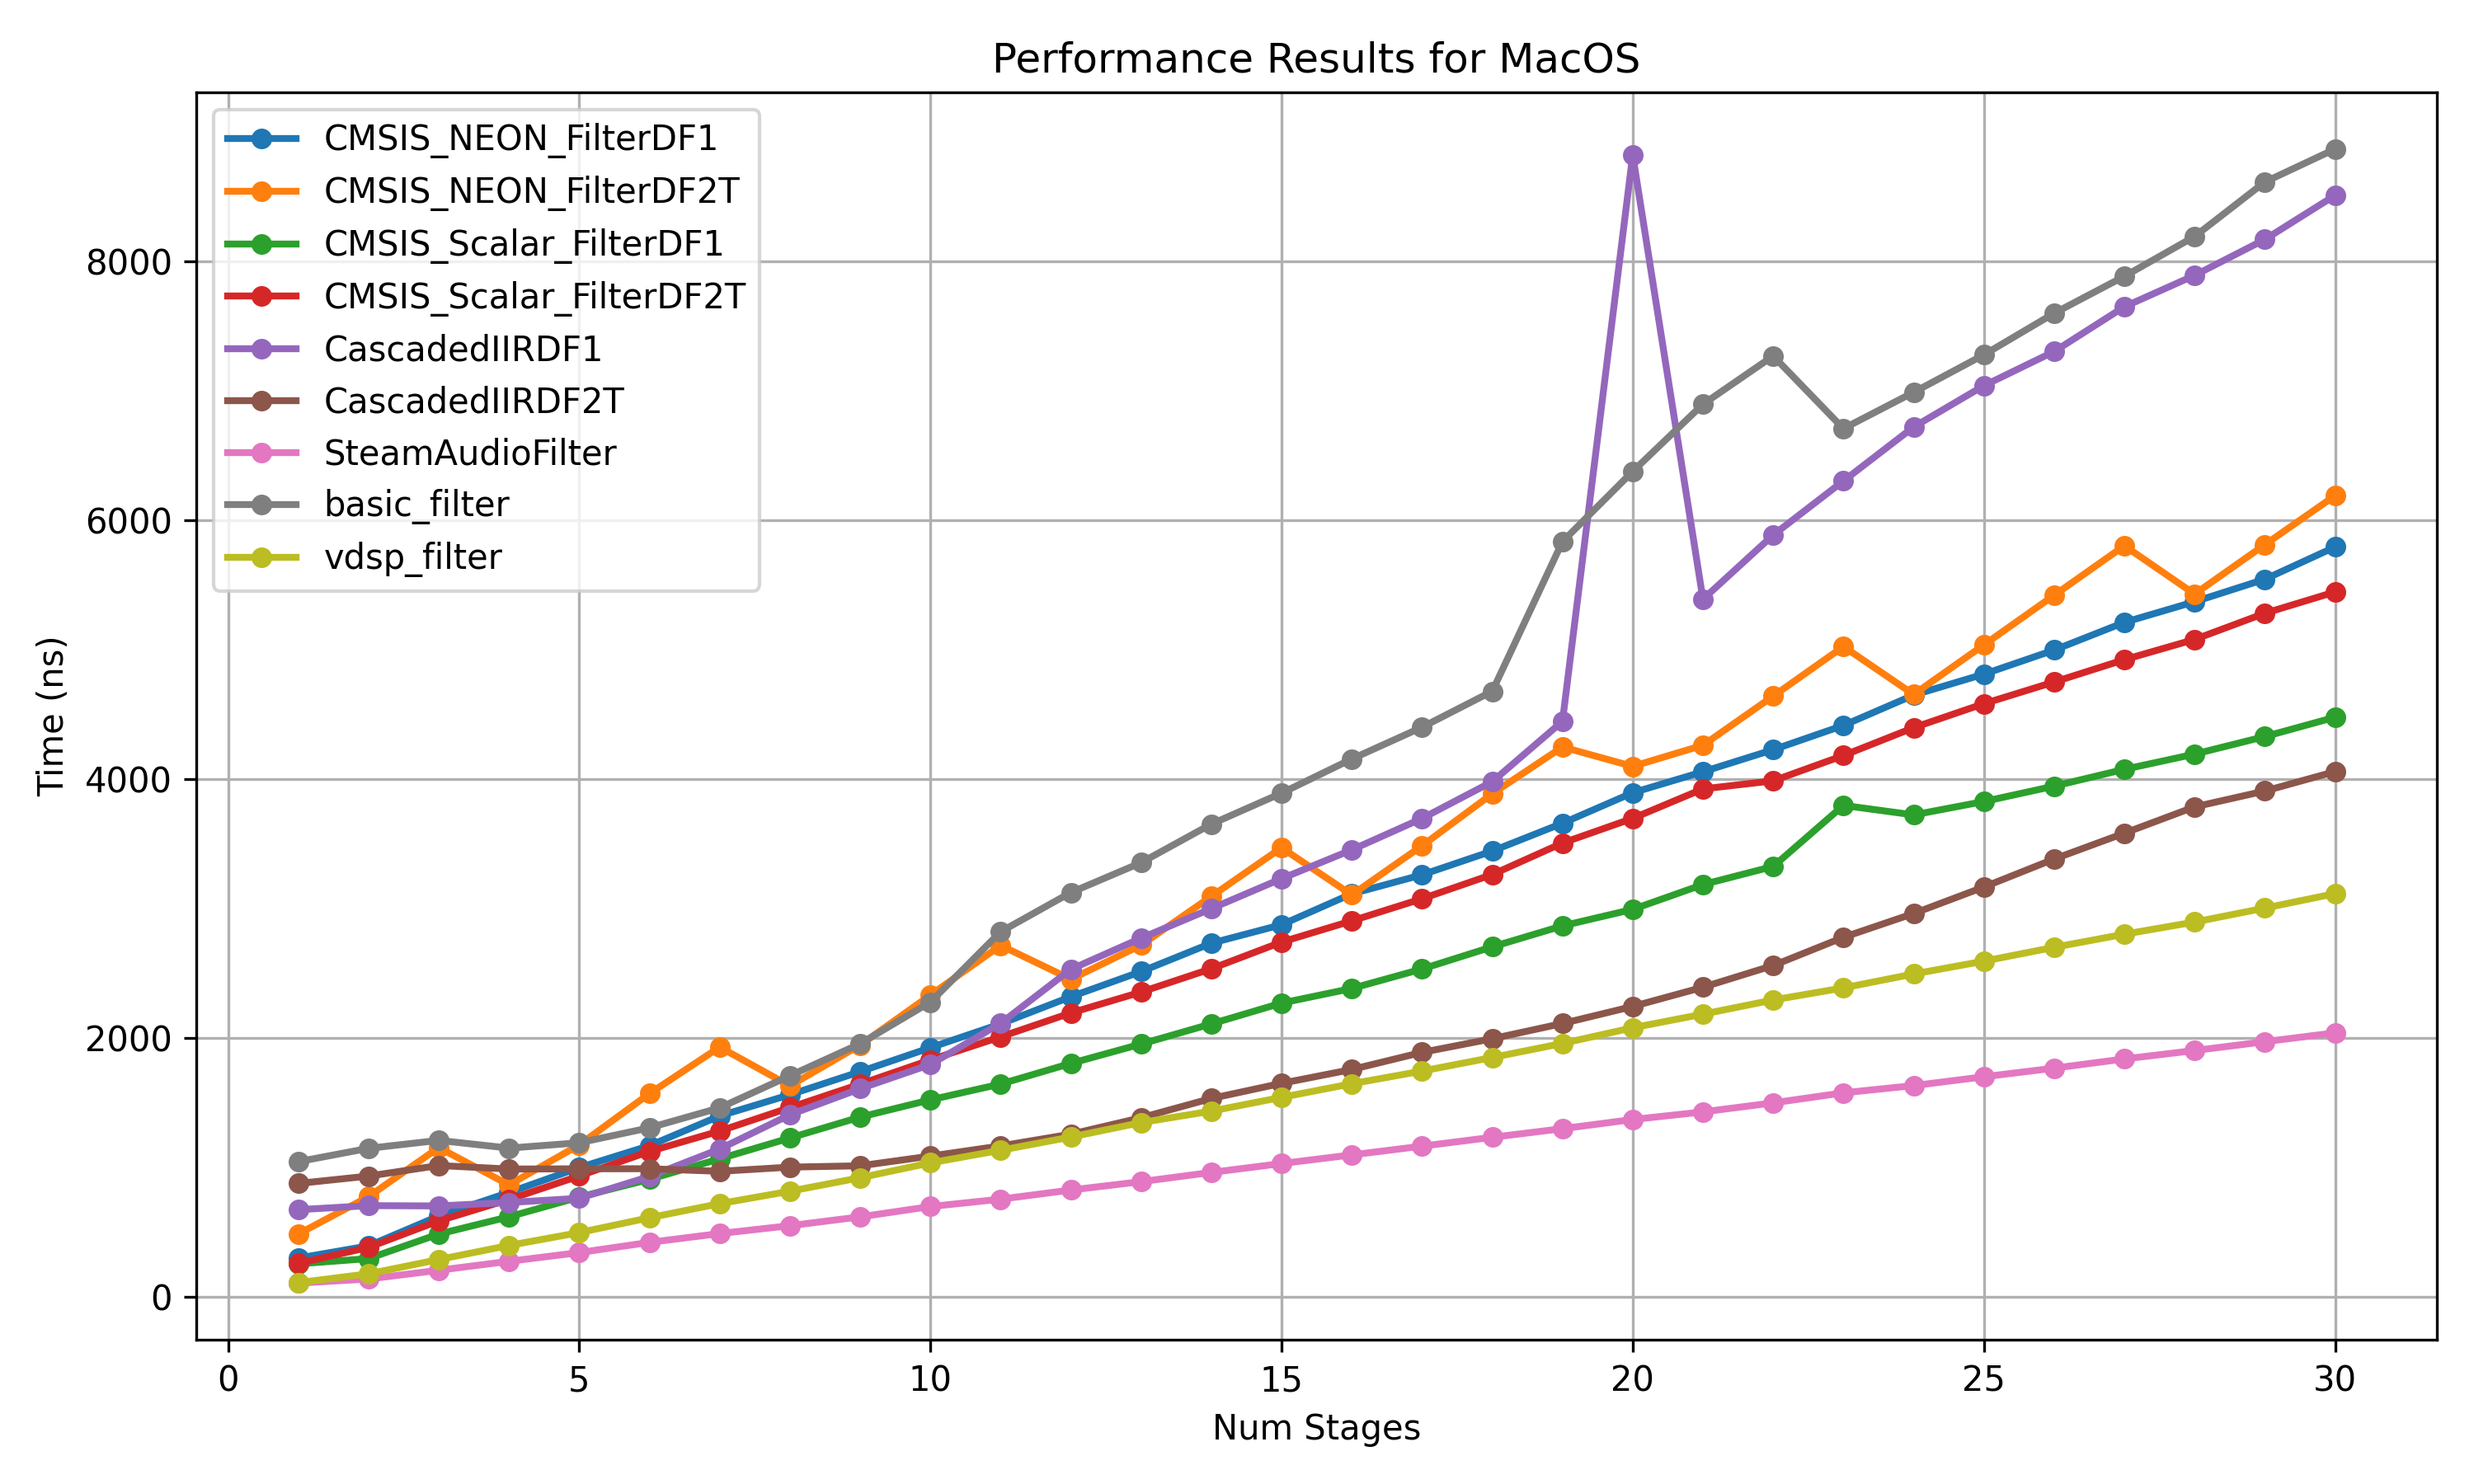 Performance Results for MacOS
CMSIS_NEON_FilterDF1
CMSIS_NEON_FilterDF2T
CMSIS_Scalar_FilterDF1
CMSIS_Scalar_FilterDF2T
CascadedIIRDF1
CascadedIIRDF2T
SteamAudioFilter
basic_filter
vdsp_filter
Time (ns)
8000
6000
4000
2000
0
0 5 10 15 20 25 30
Num Stages